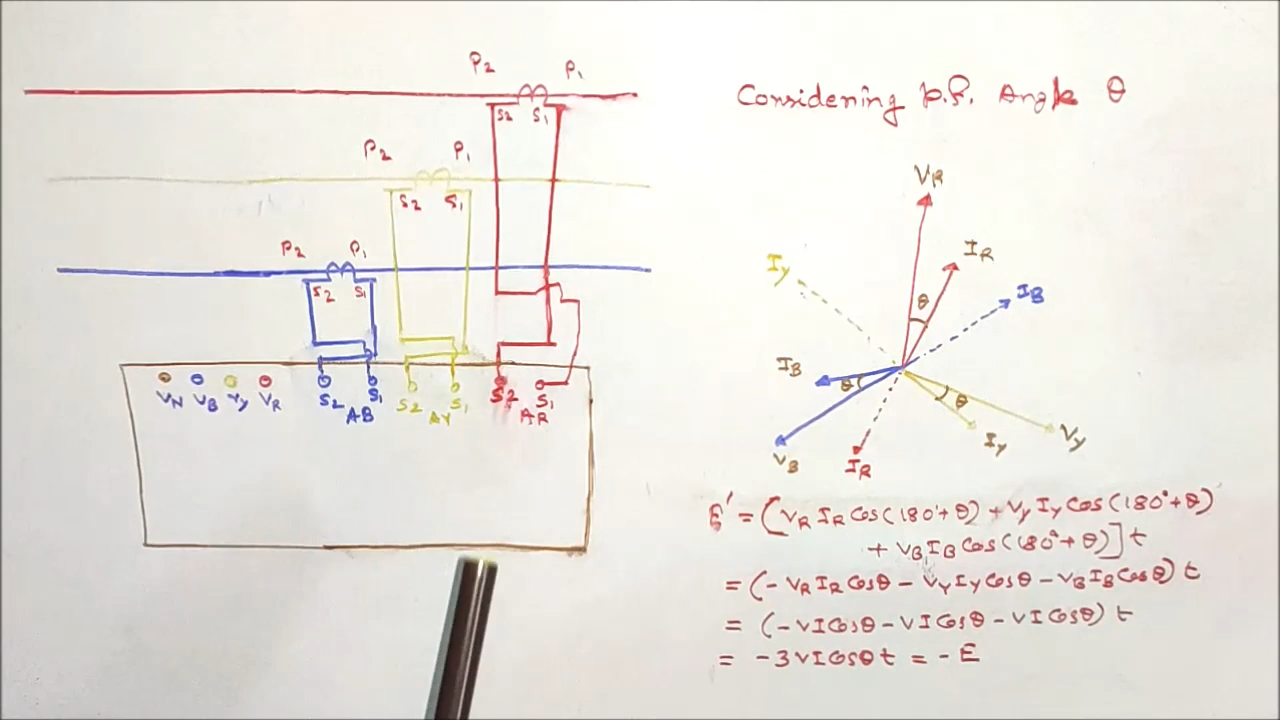 P2 P1
S2 S1
P2 P1
S2 S1
P2 P1
S2 S1
VN VB Vy VR S2 S1 S2 S1 S2 S1
AB AY AR
Considering p.f. Angle θ
VR
IR
Iy
IB
θ
IB
θ
θ
Iy
Vy
VB
IR
E' = (VR IR Cos(180°+θ) + Vy Iy Cos(180°+θ)
+ VB IB Cos(180°+θ)] t
= (-VR IR Cosθ - Vy Iy Cosθ - VB IB Cosθ) t
= (-VI Cosθ - VI Cosθ - VI Cosθ) t
= -3VI Cosθ t = -E